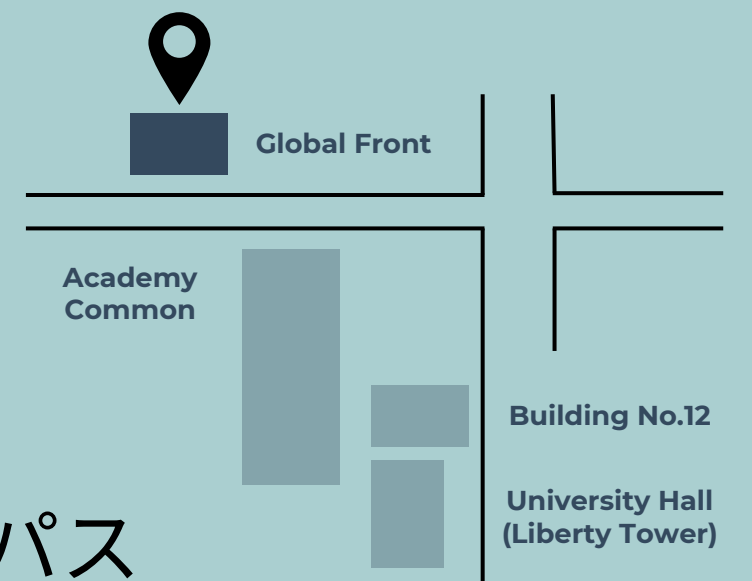 Global Front
Academy
Common
Building No.12
University Hall
(Liberty Tower)
パス